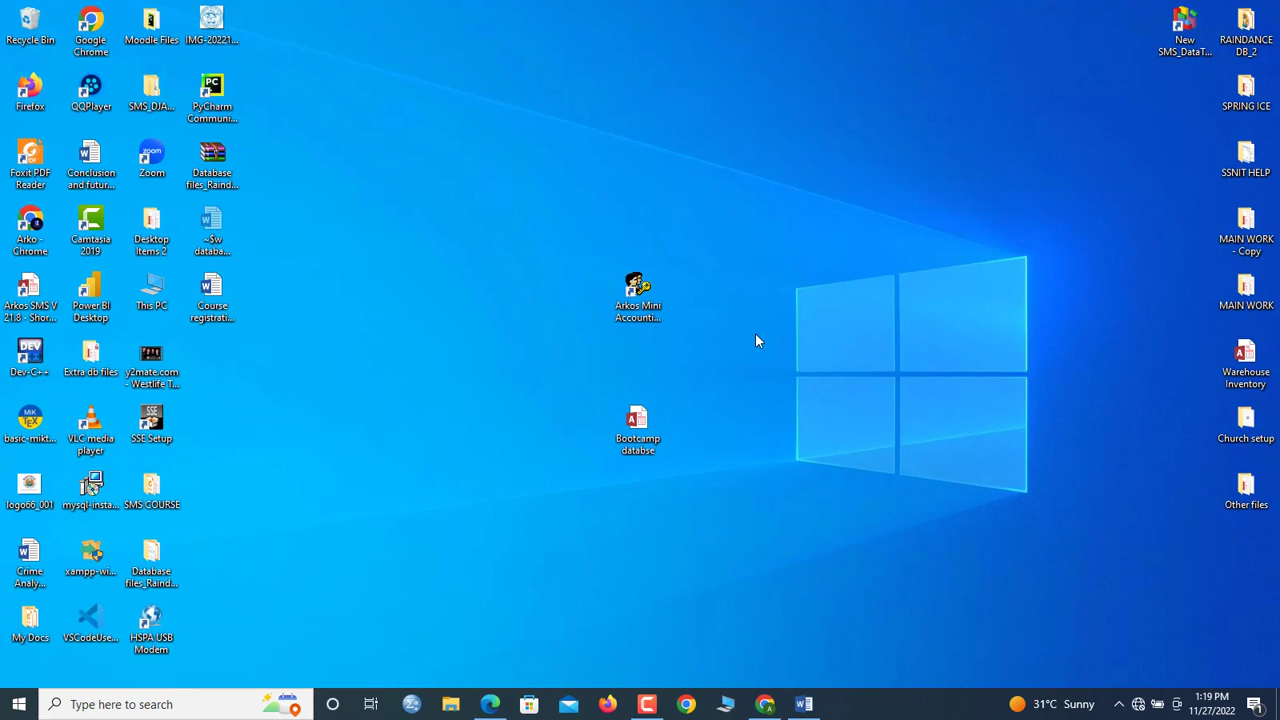 Recycle Bin
Google
Chrome
Moodle Files
IMG-20221...
Firefox
QQPlayer
SMS_DJA...
PyCharm
Communi...
Foxit PDF
Reader
Conclusion
and futur...
Zoom
Database
files_Raind...
Arko -
Chrome
Camtasia
2019
Desktop
Items 2
~$w
databa...
Arkos SMS V
21.8 - Shor...
Power BI
Desktop
This PC
Course
registrati...
Dev-C++
Extra db files
y2mate.com
- Westlife T...
basic-mikt...
VLC media
player
SSE Setup
logo66_001
mysql-insta...
SMS COURSE
Crime
Analy...
xampp-wi...
Database
files_Raind...
My Docs
VSCodeUse...
HSPA USB
Modem
Arkos Mini
Accounti...
Bootcamp
databse
New
SMS_DataT...
RAINDANCE
DB_2
SPRING ICE
SSNIT HELP
MAIN WORK
- Copy
MAIN WORK
Warehouse
Inventory
Church setup
Other files
Type here to search
31°C Sunny
1:19 PM
11/27/2022